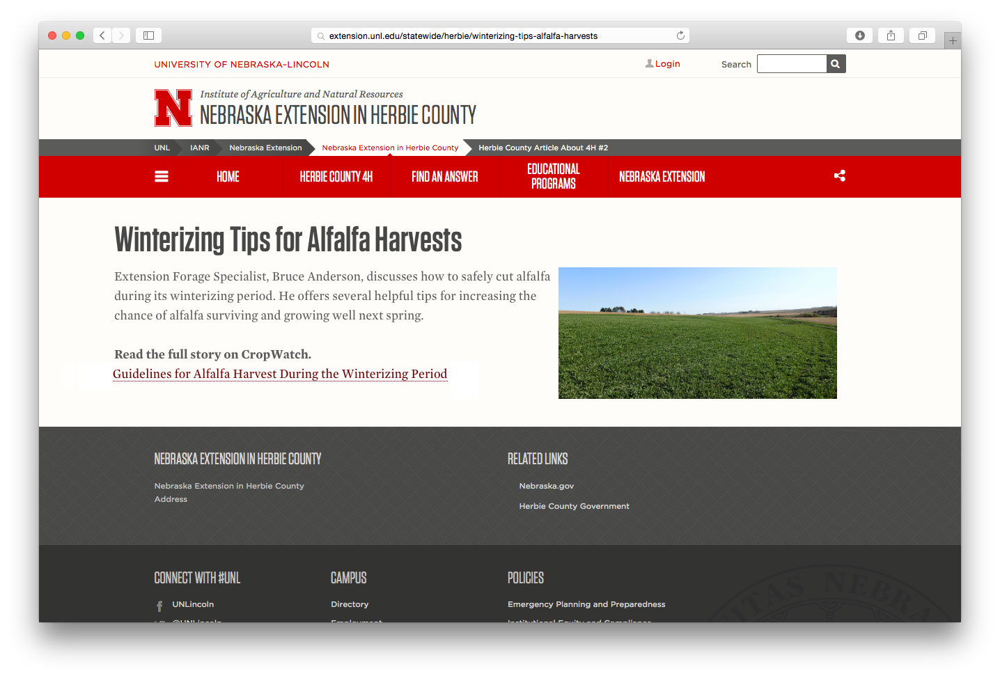 extension.unl.edu/statewide/herbie/winterizing-tips-alfalfa-harvests
UNIVERSITY OF NEBRASKA–LINCOLN
Login
Search
N
Institute of Agriculture and Natural Resources
NEBRASKA EXTENSION IN HERBIE COUNTY
UNL
IANR
Nebraska Extension
Nebraska Extension in Herbie County
Herbie County Article About 4H #2
HOME
HERBIE COUNTY 4H
FIND AN ANSWER
EDUCATIONAL
PROGRAMS
NEBRASKA EXTENSION
Winterizing Tips for Alfalfa Harvests
Extension Forage Specialist, Bruce Anderson, discusses how to safely cut alfalfa
during its winterizing period. He offers several helpful tips for increasing the
chance of alfalfa surviving and growing well next spring.
Read the full story on CropWatch.
Guidelines for Alfalfa Harvest During the Winterizing Period
NEBRASKA EXTENSION IN HERBIE COUNTY
Nebraska Extension in Herbie County
Address
RELATED LINKS
Nebraska.gov
Herbie County Government
CONNECT WITH #UNL
UNLincoln
@UNLincoln
CAMPUS
Directory
Employment
POLICIES
Emergency Planning and Preparedness
Institutional Equity and Compliance